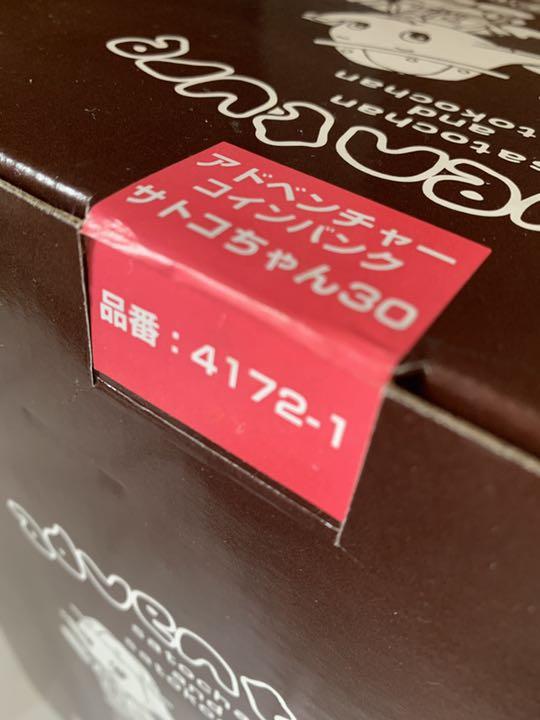 satochan
and
tokochan
アドベンチャー
コインバンク
サトコちゃん30
品番：4172-1